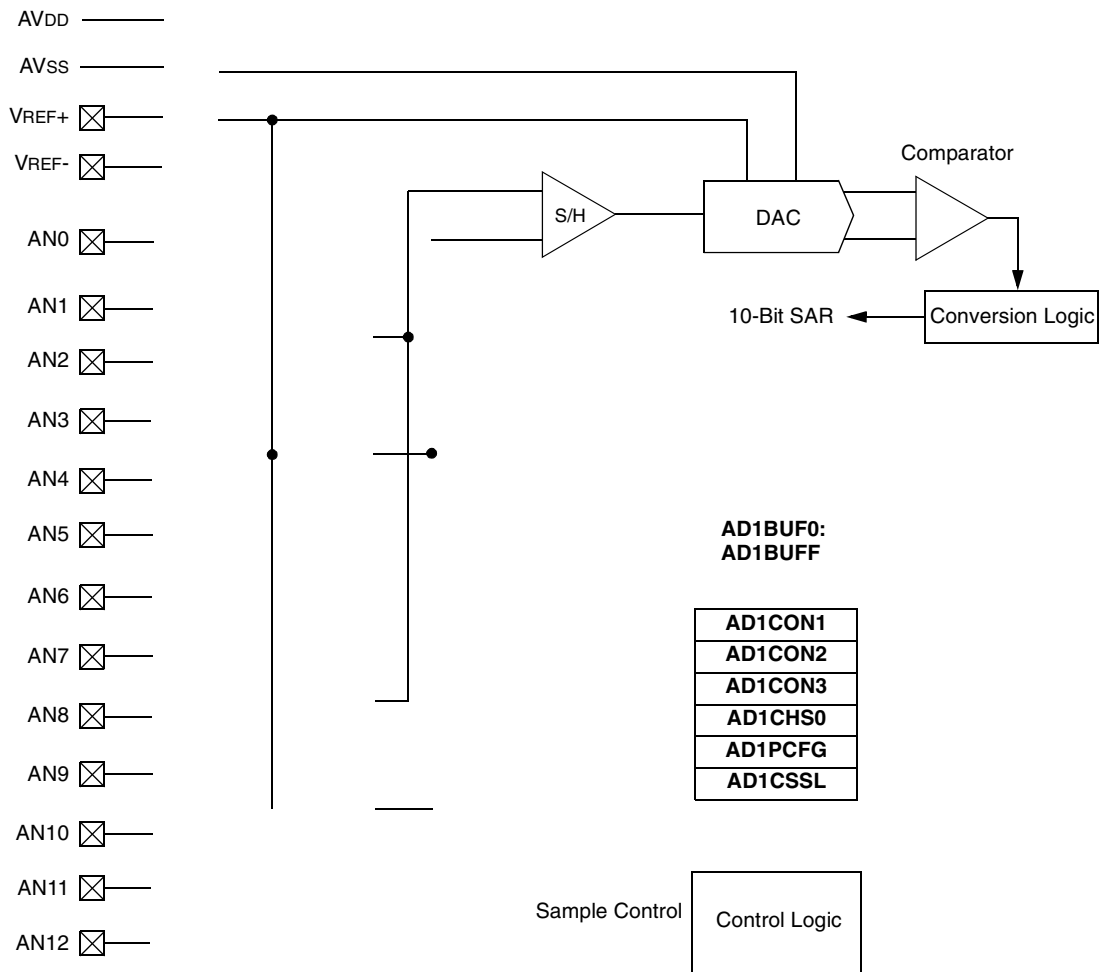 AVDD
AVSS
VREF+
VREF-
Comparator
S/H
DAC
AN0
AN1
10-Bit SAR
Conversion Logic
AN2
AN3
AN4
AN5
AD1BUF0:
AD1BUFF
AN6
AN7
AD1CON1
AD1CON2
AD1CON3
AN8
AD1CHS0
AD1PCFG
AN9
AD1CSSL
AN10
AN11
Sample Control
Control Logic
AN12